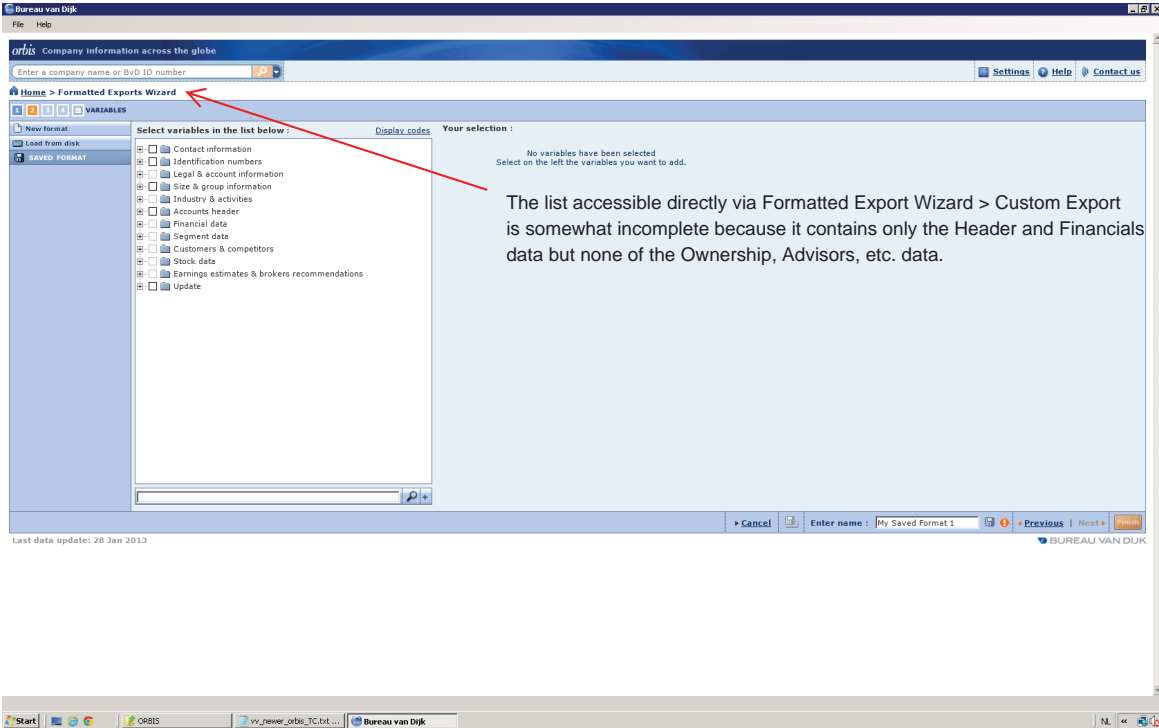 Bureau van Dijk
File Help
orbis Company information across the globe
Enter a company name or BvD ID number
Settings Help Contact us
Home > Formatted Exports Wizard
1 2 3 4 VARIABLES
New format
Load from disk
SAVED FORMAT
Select variables in the list below : Display codes
Contact information
Identification numbers
Legal & account information
Size & group information
Industry & activities
Accounts header
Financial data
Segment data
Customers & competitors
Stock data
Earnings estimates & brokers recommendations
Update
Your selection :
No variables have been selected
Select on the left the variables you want to add.
The list accessible directly via Formatted Export Wizard > Custom Export
is somewhat incomplete because it contains only the Header and Financials
data but none of the Ownership, Advisors, etc. data.
Cancel Enter name : My Saved Format 1 Previous | Next Finish
Last data update: 28 Jan 2013
BUREAU VAN DIJK
Start ORBIS vv_newer_orbis_TC.txt ... Bureau van Dijk NL «